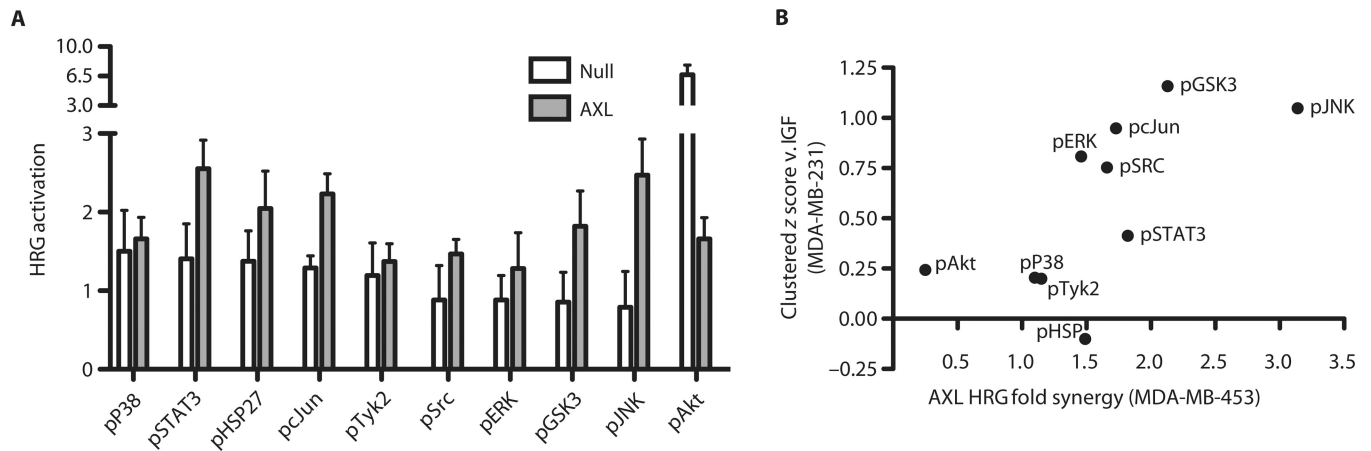 A
HRG activation
10.0
6.5
3.0
3
2
1
0
Null
AXL
pP38
pSTAT3
pHSP27
pcJun
pTyk2
pSrc
pERK
pGSK3
pJNK
pAkt
B
Clustered z score v. IGF
(MDA-MB-231)
1.25
1.00
0.75
0.50
0.25
0.00
–0.25
pGSK3
pJNK
pcJun
pERK
pSRC
pSTAT3
pAkt
pP38
pTyk2
pHSP
0.5 1.0 1.5 2.0 2.5 3.0 3.5
AXL HRG fold synergy (MDA-MB-453)